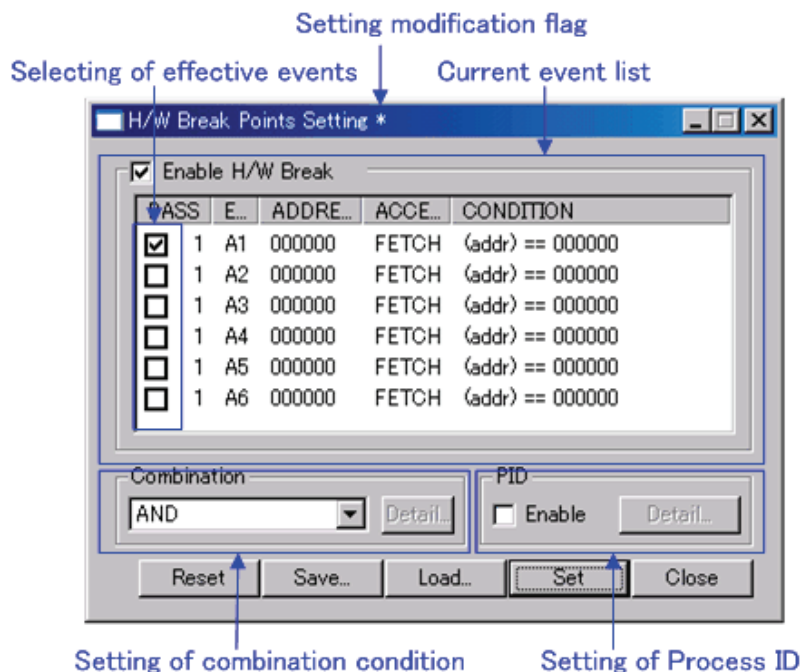 Setting modification flag
Selecting of effective events
Current event list
H/W Break Points Setting *
Enable H/W Break
PASS E... ADDRE... ACCE... CONDITION
1 A1 000000 FETCH (addr) == 000000
1 A2 000000 FETCH (addr) == 000000
1 A3 000000 FETCH (addr) == 000000
1 A4 000000 FETCH (addr) == 000000
1 A5 000000 FETCH (addr) == 000000
1 A6 000000 FETCH (addr) == 000000
Combination
PID
AND Detail... Enable Detail...
Reset Save... Load... Set Close
Setting of combination condition
Setting of Process ID